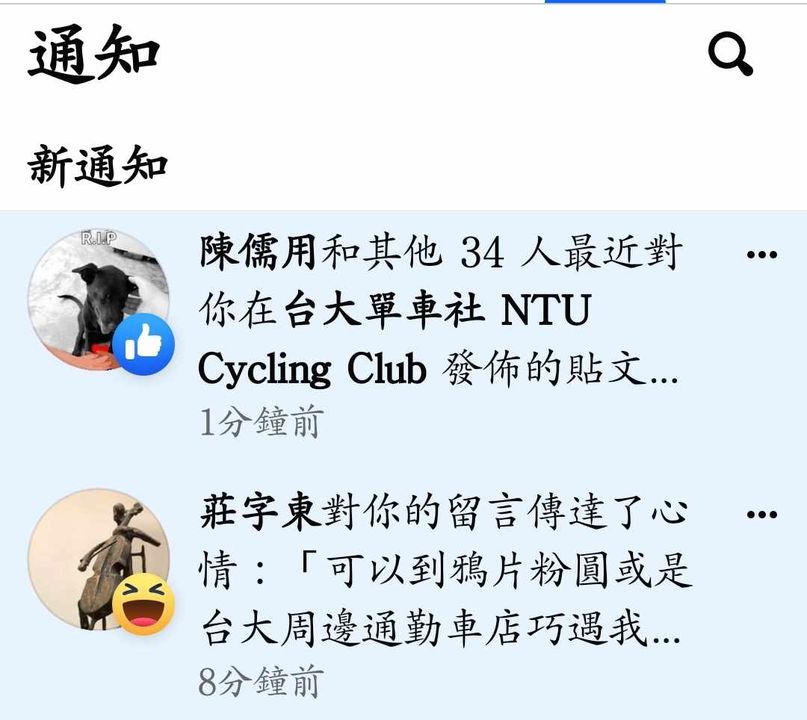 通知
新通知
R.I.P
陳儒用和其他 34 人最近對
你在台大單車社 NTU
Cycling Club 發佈的貼文...
1分鐘前
莊字東對你的留言傳達了心
情：「可以到鴉片粉圓或是
台大周邊通勤車店巧遇我...
8分鐘前